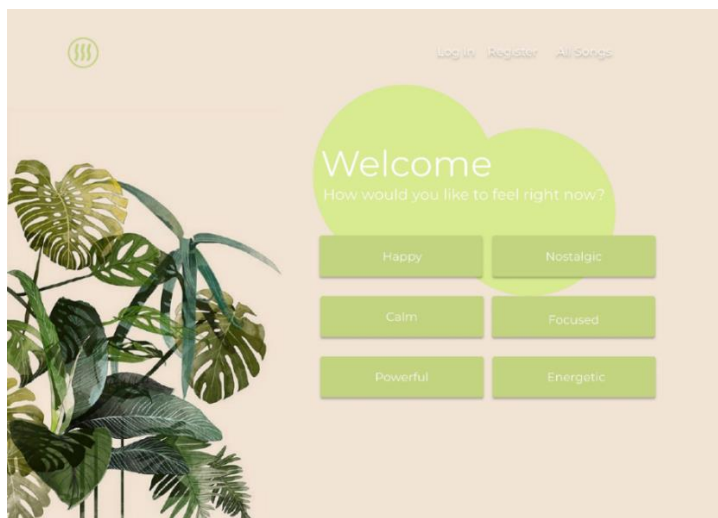 Log In Register All Songs
Welcome
How would you like to feel right now?
Happy Nostalgic
Calm Focused
Powerful Energetic